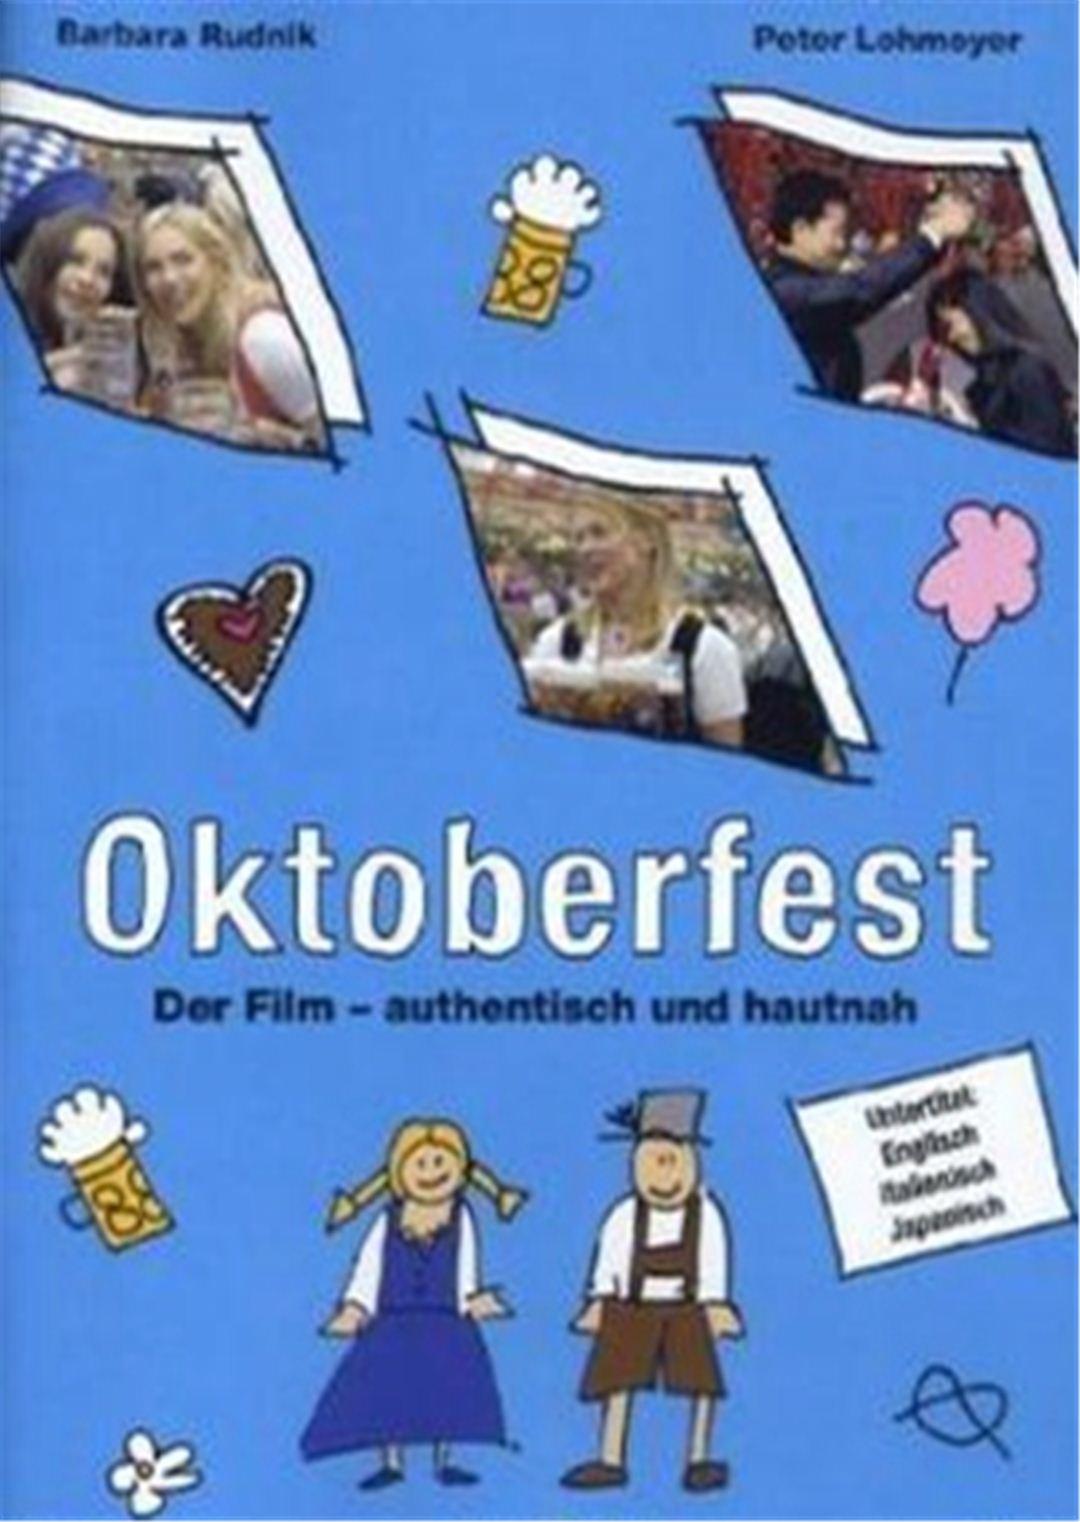 Barbara Rudnik
Peter Lohmeyer
Oktoberfest
Der Film – authentisch und hautnah
Untertitel:
Englisch
Italienisch
Japanisch